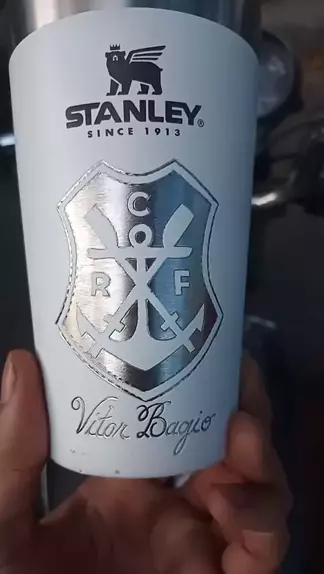 STANLEY®
SINCE 1913
C
R F
Vitor Bagio